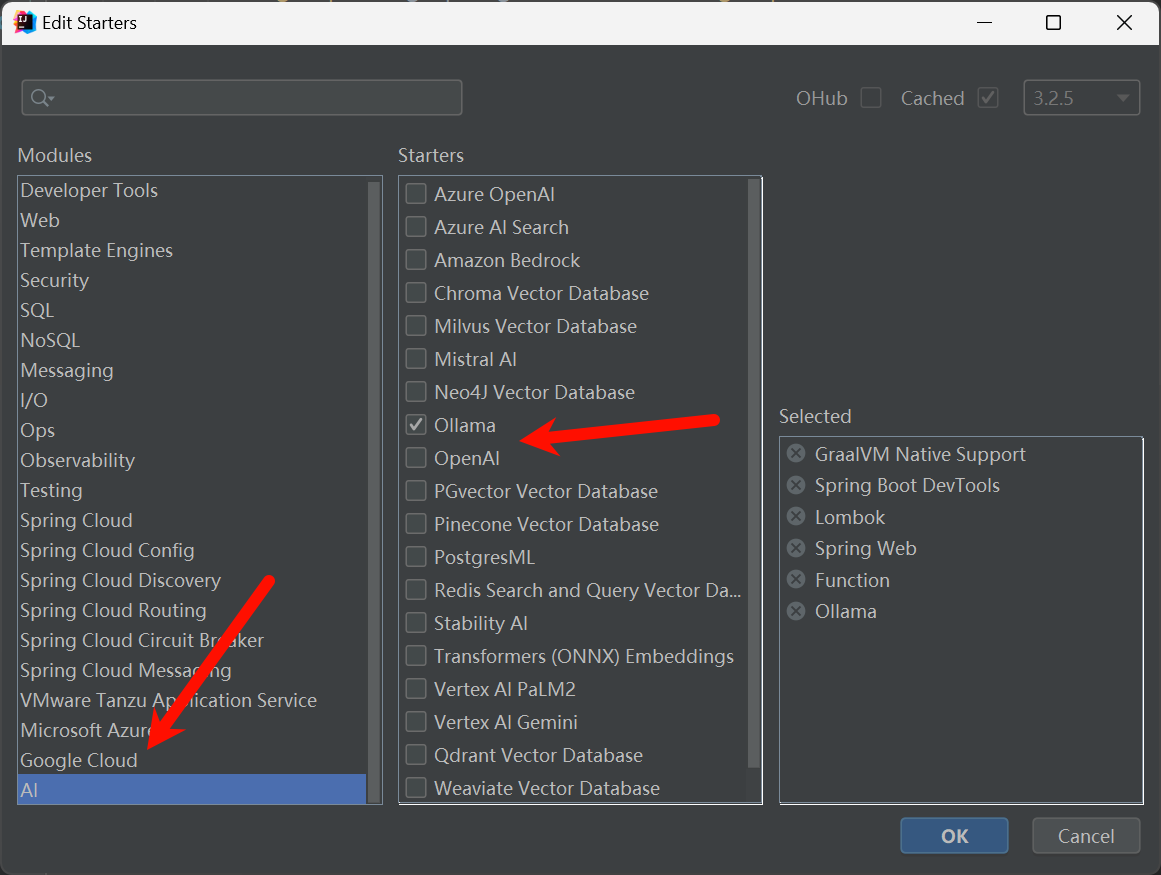 Edit Starters
OHub
Cached
3.2.5
Modules
Developer Tools
Web
Template Engines
Security
SQL
NoSQL
Messaging
I/O
Ops
Observability
Testing
Spring Cloud
Spring Cloud Config
Spring Cloud Discovery
Spring Cloud Routing
Spring Cloud Circuit Breaker
Spring Cloud Messaging
VMware Tanzu Application Service
Microsoft Azure
Google Cloud
AI
Starters
Azure OpenAI
Azure AI Search
Amazon Bedrock
Chroma Vector Database
Milvus Vector Database
Mistral AI
Neo4J Vector Database
Ollama
OpenAI
PGvector Vector Database
Pinecone Vector Database
PostgresML
Redis Search and Query Vector Da...
Stability AI
Transformers (ONNX) Embeddings
Vertex AI PaLM2
Vertex AI Gemini
Qdrant Vector Database
Weaviate Vector Database
Selected
GraalVM Native Support
Spring Boot DevTools
Lombok
Spring Web
Function
Ollama
OK
Cancel